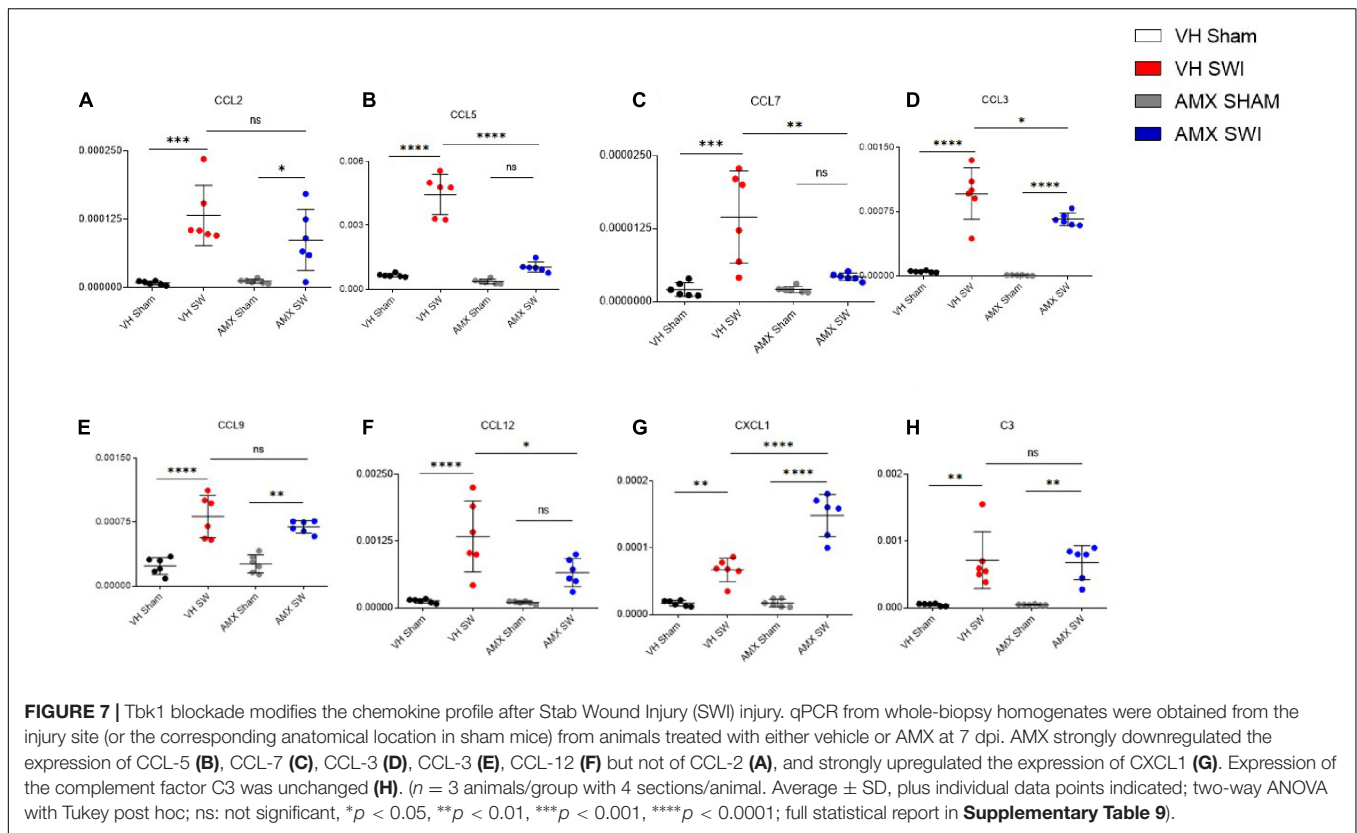 VH Sham
VH SWI
AMX SHAM
AMX SWI
A
CCL2
ns
***
*
0.000250
0.000125
0.000000
VH Sham
VH SW
AMX Sham
AMX SW
B
CCL5
****
****
ns
0.006
0.003
0.000
VH Sham
VH SW
AMX Sham
AMX SW
C
CCL7
**
***
ns
0.0000250
0.0000125
0.0000000
VH Sham
VH SW
AMX Sham
AMX SW
D
CCL3
*
****
****
0.00150
0.00075
0.00000
VH Sham
VH SW
AMX Sham
AMX SW
E
CCL9
ns
****
**
0.00150
0.00075
0.00000
VH Sham
VH SW
AMX Sham
AMX SW
F
CCL12
*
****
ns
0.00250
0.00125
0.00000
VH Sham
VH SW
AMX Sham
AMX SW
G
CXCL1
****
**
****
0.0002
0.0001
0.0000
VH Sham
VH SW
AMX Sham
AMX SW
H
C3
ns
**
**
0.002
0.001
0.000
VH Sham
VH SW
AMX Sham
AMX SW
FIGURE 7 | Tbk1 blockade modifies the chemokine profile after Stab Wound Injury (SWI) injury. qPCR from whole-biopsy homogenates were obtained from the
injury site (or the corresponding anatomical location in sham mice) from animals treated with either vehicle or AMX at 7 dpi. AMX strongly downregulated the
expression of CCL-5 (B), CCL-7 (C), CCL-3 (D), CCL-3 (E), CCL-12 (F) but not of CCL-2 (A), and strongly upregulated the expression of CXCL1 (G). Expression of
the complement factor C3 was unchanged (H). (n = 3 animals/group with 4 sections/animal. Average ± SD, plus individual data points indicated; two-way ANOVA
with Tukey post hoc; ns: not significant, *p < 0.05, **p < 0.01, ***p < 0.001, ****p < 0.0001; full statistical report in Supplementary Table 9).